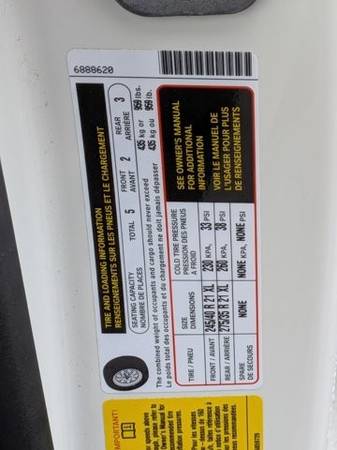 6888620
TIRE AND LOADING INFORMATION
RENSEIGNEMENTS SUR LES PNEUS ET LE CHARGEMENT
SEATING CAPACITY
NOMBRE DE PLACES
TOTAL 5
FRONT
AVANT 2
REAR
ARRIÈRE 3
The combined weight of occupants and cargo should never exceed 435 kg or 959 lbs.
Le poids total des occupants et du chargement ne doit jamais dépasser 435 kg ou 959 lb.
TIRE / PNEU
SIZE
DIMENSIONS
COLD TIRE PRESSURE
PRESSION DES PNEUS
A FROID
FRONT / AVANT 245/40 R 21 XL 230 KPA, 33 PSI
REAR / ARRIÈRE 275/35 R 21 XL 260 KPA, 38 PSI
SPARE
DE SECOURS
NONE NONE KPA, NONE PSI
SEE OWNER'S MANUAL
FOR ADDITIONAL
INFORMATION
VOIR LE MANUEL DE
L'USAGER POUR PLUS
DE RENSEIGNEMENTS
IMPORTANT!